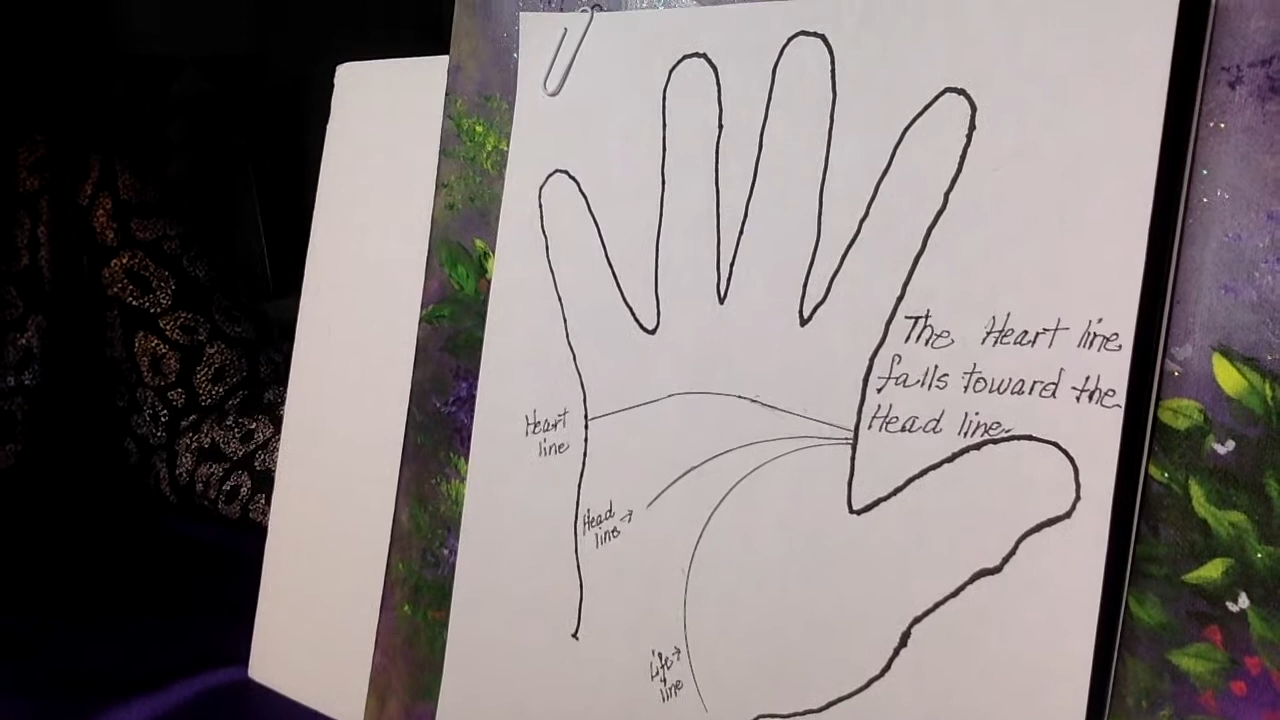 The Heart line
falls toward the
Head line.
Heart
line
Head
line
Life
line